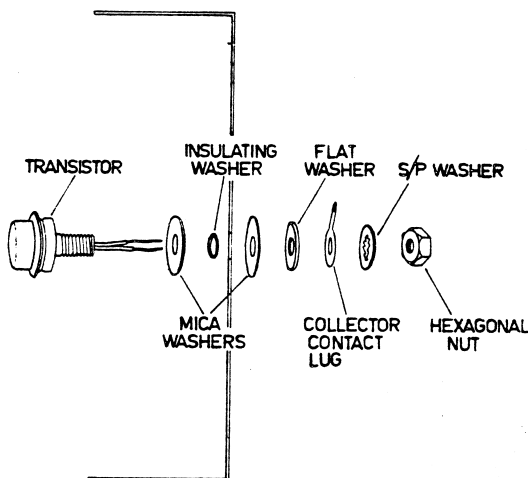 TRANSISTOR
INSULATING
WASHER
FLAT
WASHER
S/P WASHER
MICA
WASHERS
COLLECTOR
CONTACT
LUG
HEXAGONAL
NUT